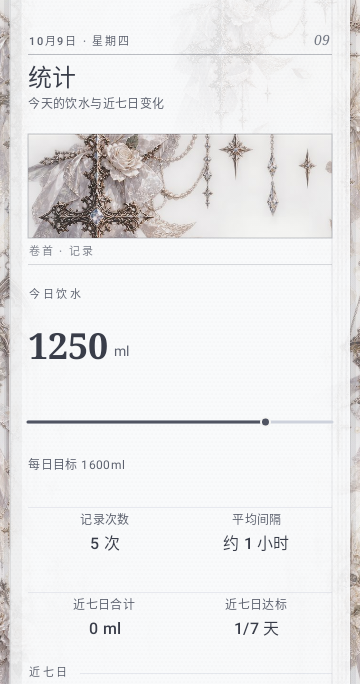 10月9日 · 星期四
09
统计
今天的饮水与近七日变化
卷首 · 记录
今日饮水
1250 ml
每日目标 1600ml
记录次数 平均间隔
5 次 约 1 小时
近七日合计 近七日达标
0 ml 1/7 天
近七日